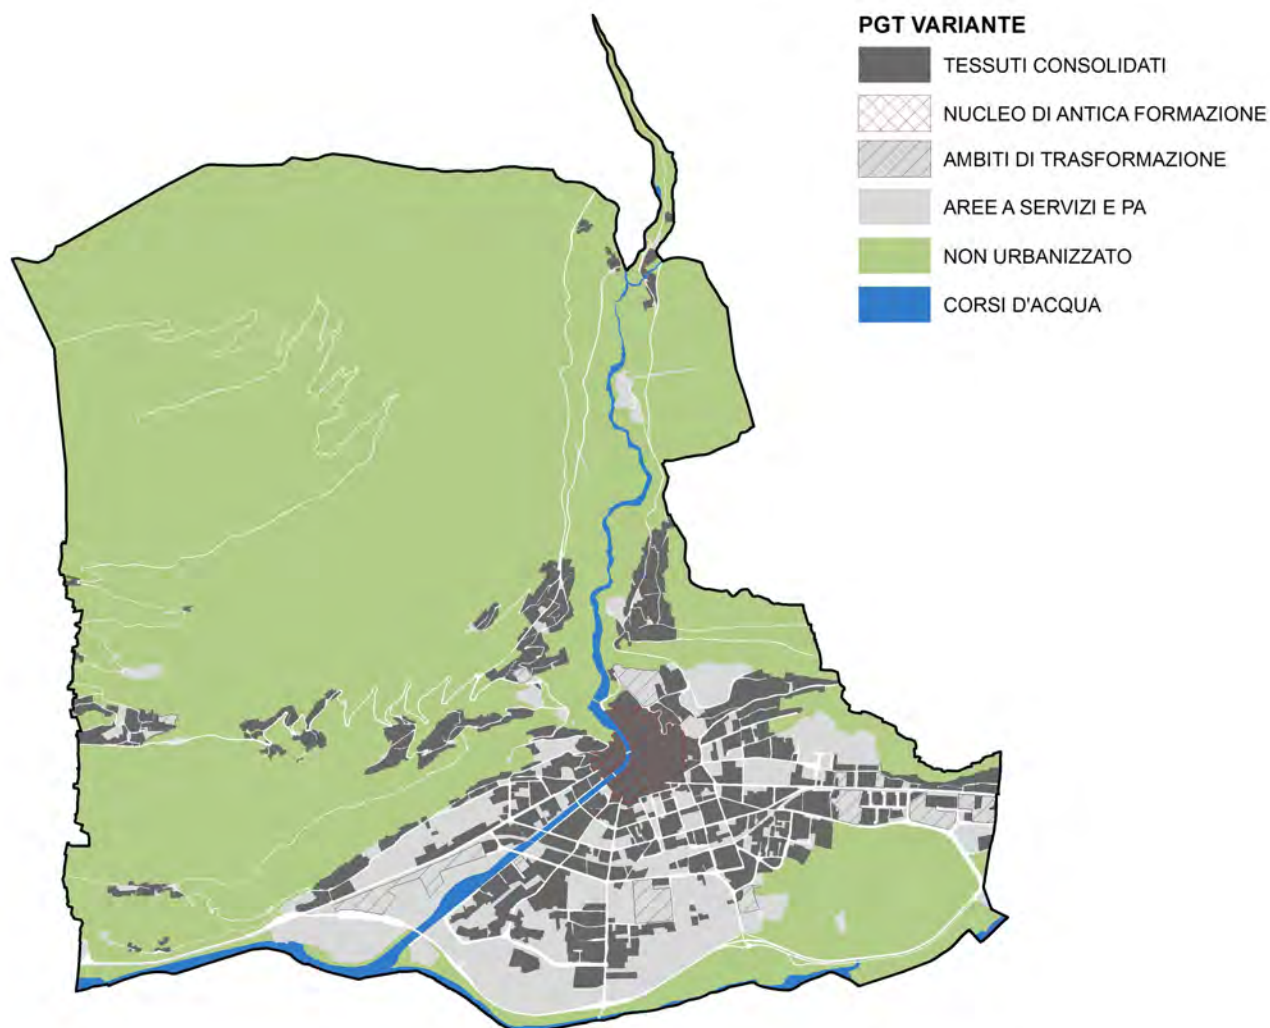 PGT VARIANTE
TESSUTI CONSOLIDATI
NUCLEO DI ANTICA FORMAZIONE
AMBITI DI TRASFORMAZIONE
AREE A SERVIZI E PA
NON URBANIZZATO
CORSI D'ACQUA